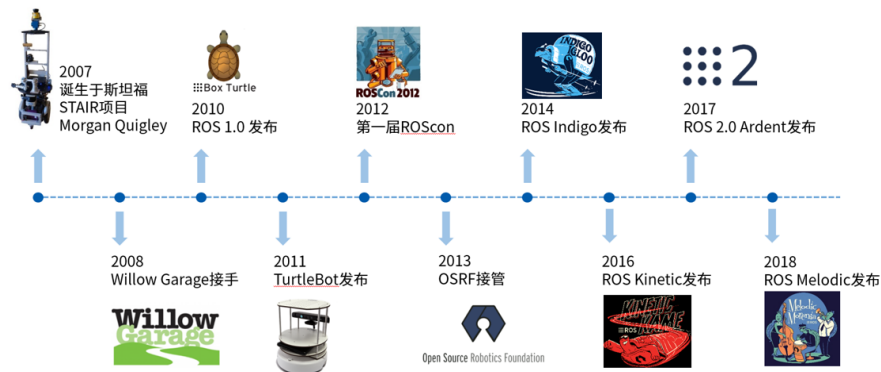 2007
诞生于斯坦福
STAIR项目
Morgan Quigley
Box Turtle
2010
ROS 1.0 发布
ROSCon 2012
2012
第一届ROScon
INDIGO
IGLOO
2014
ROS Indigo发布
2
2017
ROS 2.0 Ardent发布
2008
Willow Garage接手
Willow
Garage
2011
TurtleBot发布
2013
OSRF接管
Open Source Robotics Foundation
2016
ROS Kinetic发布
KINETIC
KAME
ROS
2018
ROS Melodic发布
Melodic
Morenia